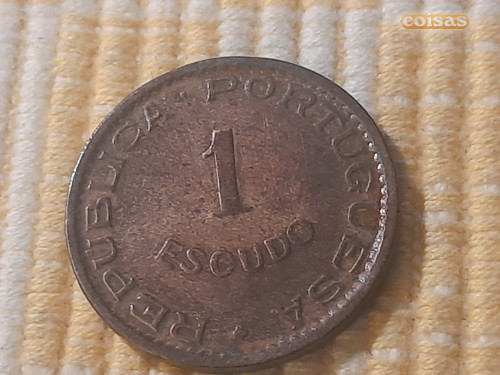 coisas
REPUBLICA · PORTUGUESA ·
1
ESCUDO